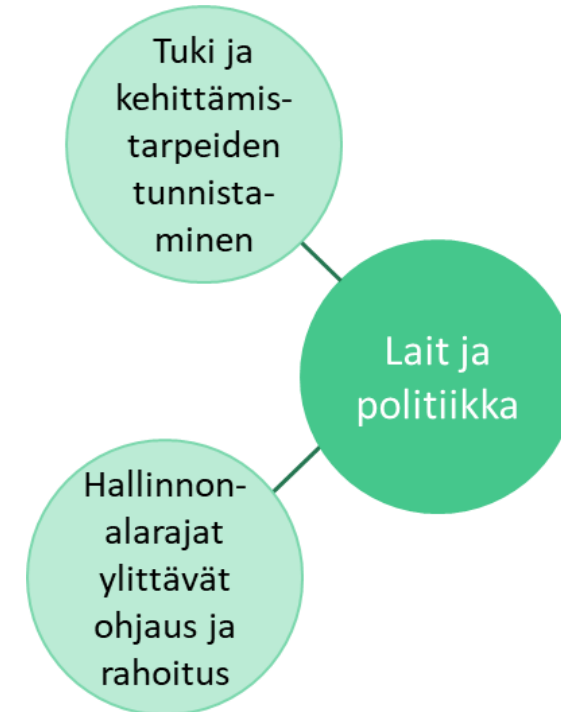 Tuki ja
kehittämis-
tarpeiden
tunnista-
minen
Lait ja
politiikka
Hallinnon-
alarajat
ylittävät
ohjaus ja
rahoitus